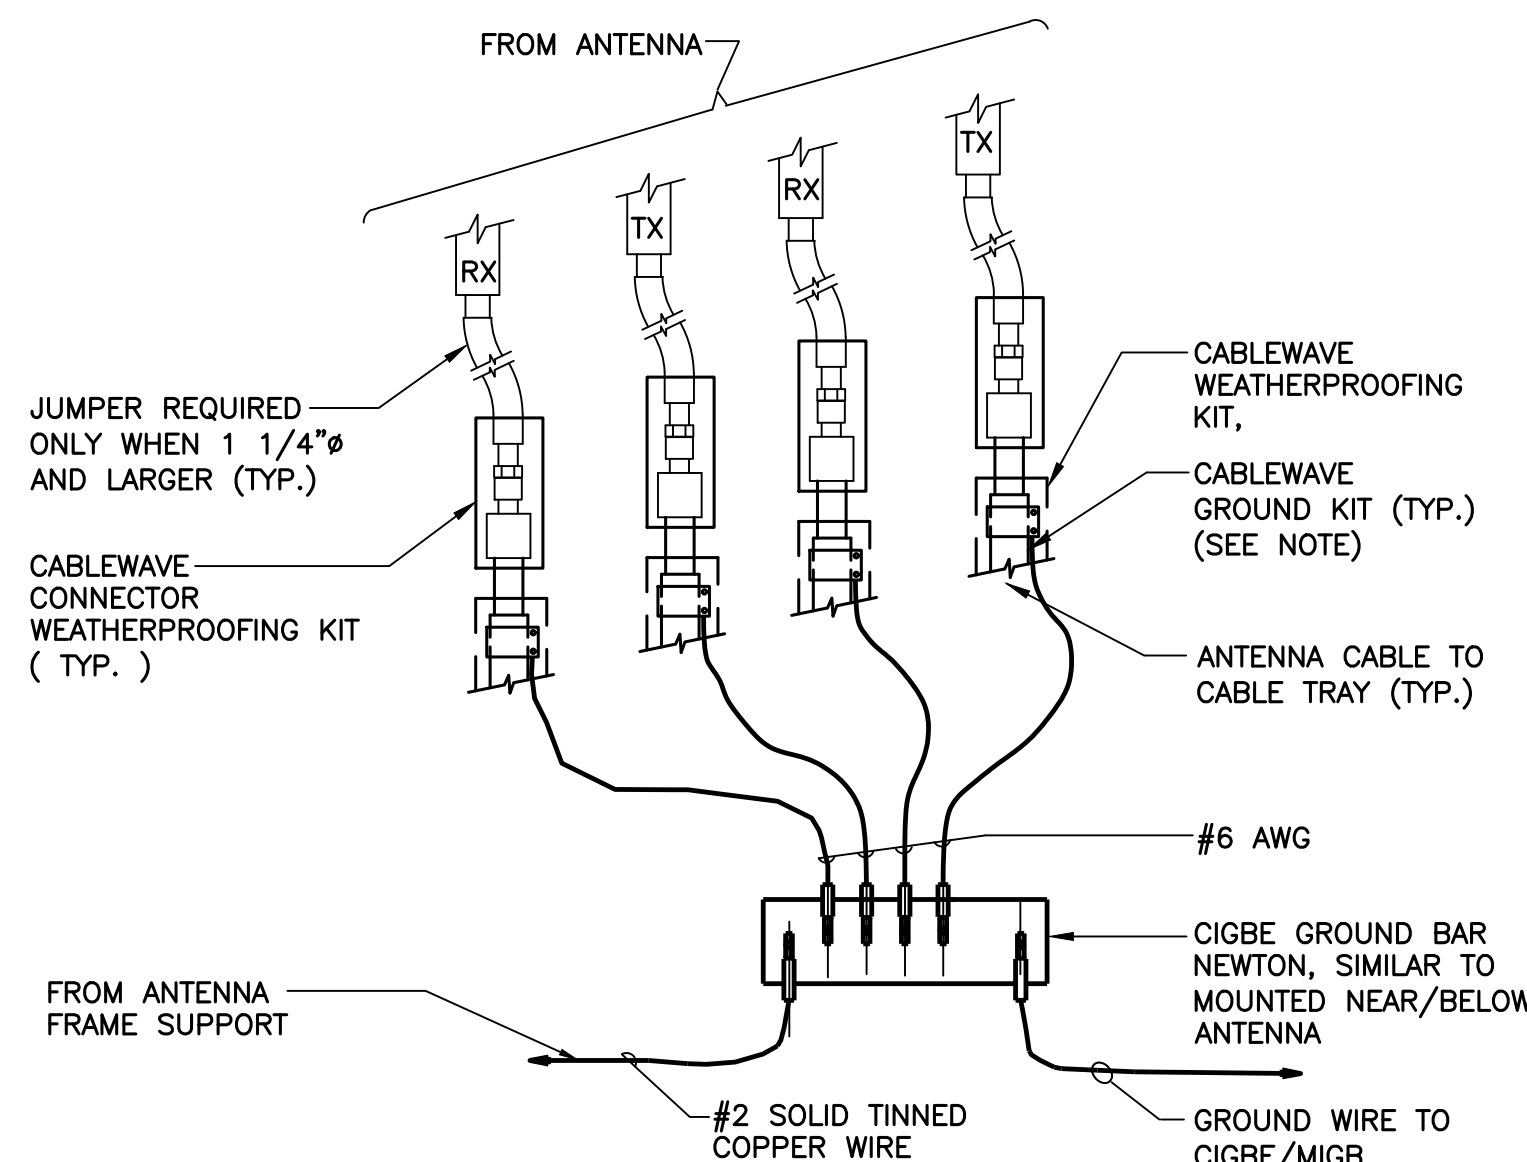 FROM ANTENNA
TX
RX
TX
RX
JUMPER REQUIRED
ONLY WHEN 1 1/4"ø
AND LARGER (TYP.)
CABLEWAVE
CONNECTOR
WEATHERPROOFING KIT
( TYP. )
CABLEWAVE
WEATHERPROOFING
KIT,
CABLEWAVE
GROUND KIT (TYP.)
(SEE NOTE)
ANTENNA CABLE TO
CABLE TRAY (TYP.)
#6 AWG
CIGBE GROUND BAR
NEWTON, SIMILAR TO
MOUNTED NEAR/BELOW
ANTENNA
FROM ANTENNA
FRAME SUPPORT
#2 SOLID TINNED
COPPER WIRE
GROUND WIRE TO
CIGBE/MIGB